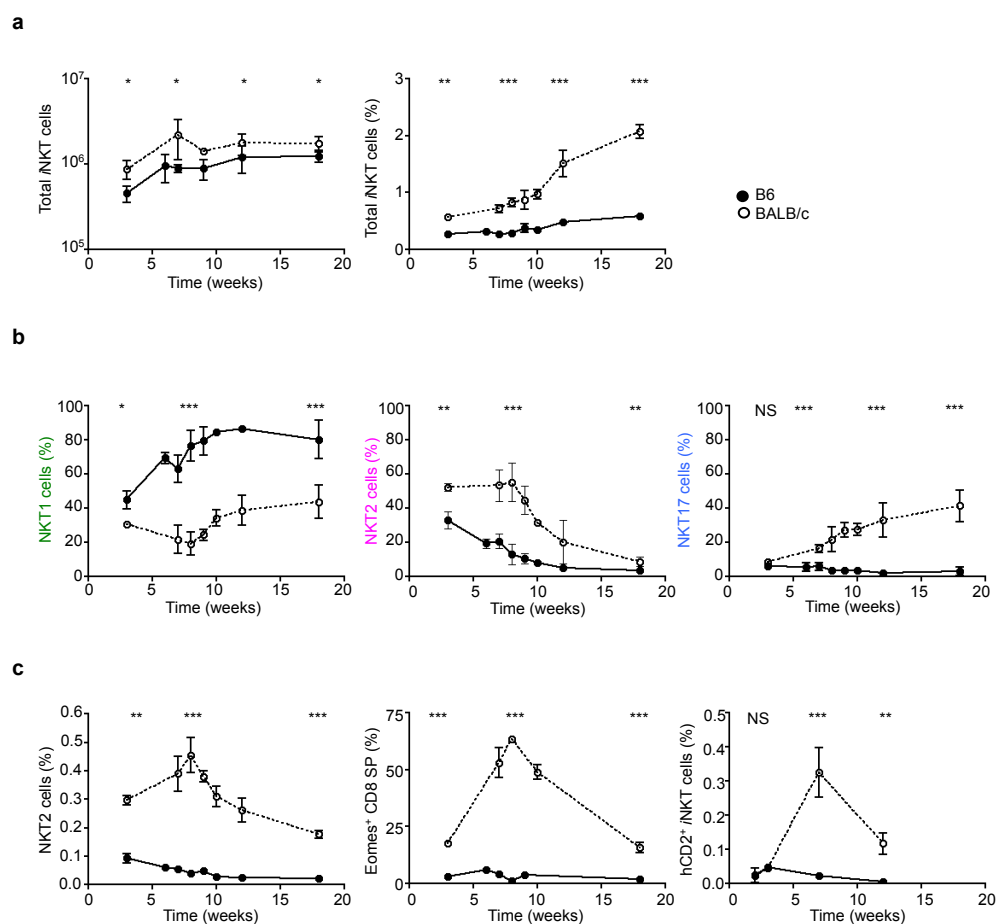 a
* * * *
Total iNKT cells
10⁷
10⁶
10⁵
0 5 10 15 20
Time (weeks)
** *** *** ***
Total iNKT cells (%)
3
2
1
0
0 5 10 15 20
Time (weeks)
B6
BALB/c
b
* *** ***
NKT1 cells (%)
100
80
60
40
20
0
0 5 10 15 20
Time (weeks)
** *** **
NKT2 cells (%)
100
80
60
40
20
0
0 5 10 15 20
Time (weeks)
NS *** *** ***
NKT17 cells (%)
100
80
60
40
20
0
0 5 10 15 20
Time (weeks)
c
** *** ***
NKT2 cells (%)
0.6
0.5
0.4
0.3
0.2
0.1
0.0
0 5 10 15 20
Time (weeks)
*** *** ***
Eomes⁺ CD8 SP (%)
75
50
25
0
0 5 10 15 20
Time (weeks)
NS *** **
hCD2⁺ iNKT cells (%)
0.5
0.4
0.3
0.2
0.1
0.0
0 5 10 15 20
Time (weeks)